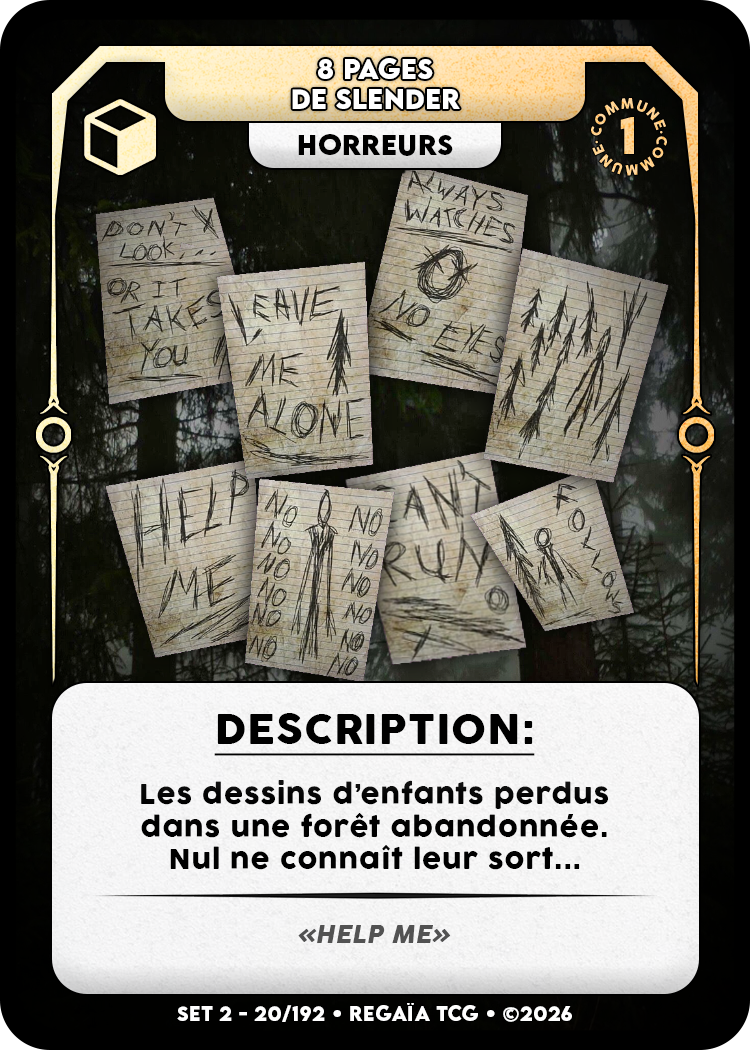 8 PAGES
DE SLENDER
HORREURS
COMMUNE · COMMUNE ·
1
DON'T
LOOK...
OR IT
TAKES
YOU
LEAVE
ME
ALONE
ALWAYS
WATCHES
NO EYES
HELP
ME
NO NO
NO NO
NO NO
NO NO
NO NO
NO NO
CAN'T
RUN
FOLLOWS
DESCRIPTION:
Les dessins d'enfants perdus
dans une forêt abandonnée.
Nul ne connaît leur sort...
«HELP ME»
SET 2 - 20/192 • REGAÏA TCG • ©2026